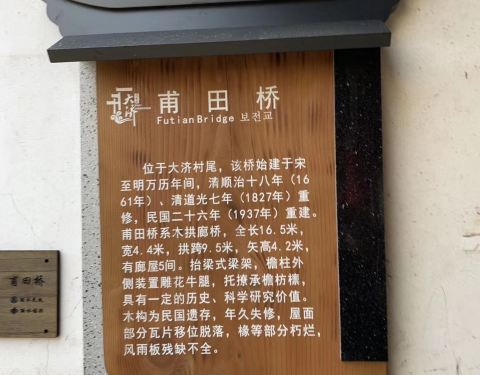 甫田桥
Futian Bridge 보전교
位于大济村尾，该桥始建于宋
至明万历年间，清顺治十八年（16
61年）、清道光七年（1827年）重
修，民国二十六年（1937年）重建。
甫田桥系木拱廊桥，全长16.5米，
宽4.4米，拱跨9.5米，矢高4.2米，
有廊屋5间。抬梁式梁架，檐柱外
侧装置雕花牛腿，托撩承檐枋檩，
具有一定的历史、科学研究价值。
木构为民国遗存，年久失修，屋面
部分瓦片移位脱落，椽等部分朽烂，
风雨板残缺不全。
甫田桥